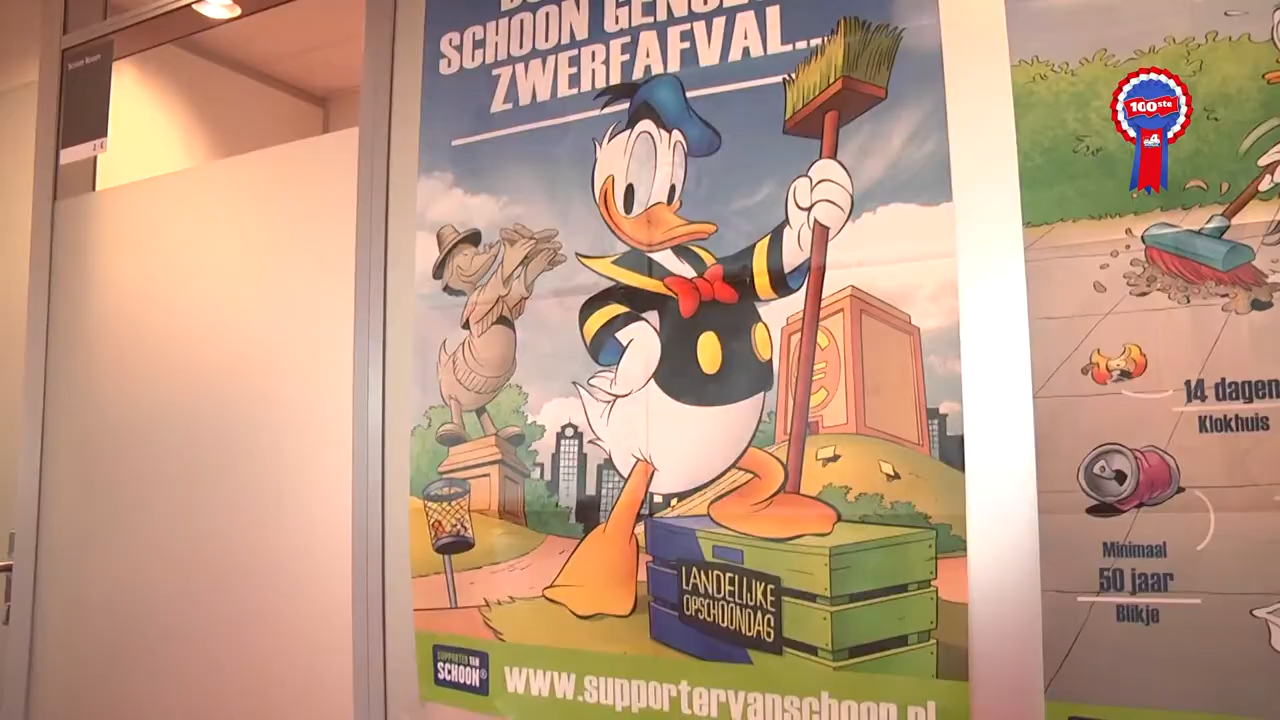 SCHOON GENOEG
ZWERFAFVAL...
LANDELIJKE
OPSCHOONDAG
SUPPORTER VAN
SCHOON®
www.supportervanschoon.nl
100ste
14 dagen
Klokhuis
Minimaal
50 jaar
Blikje